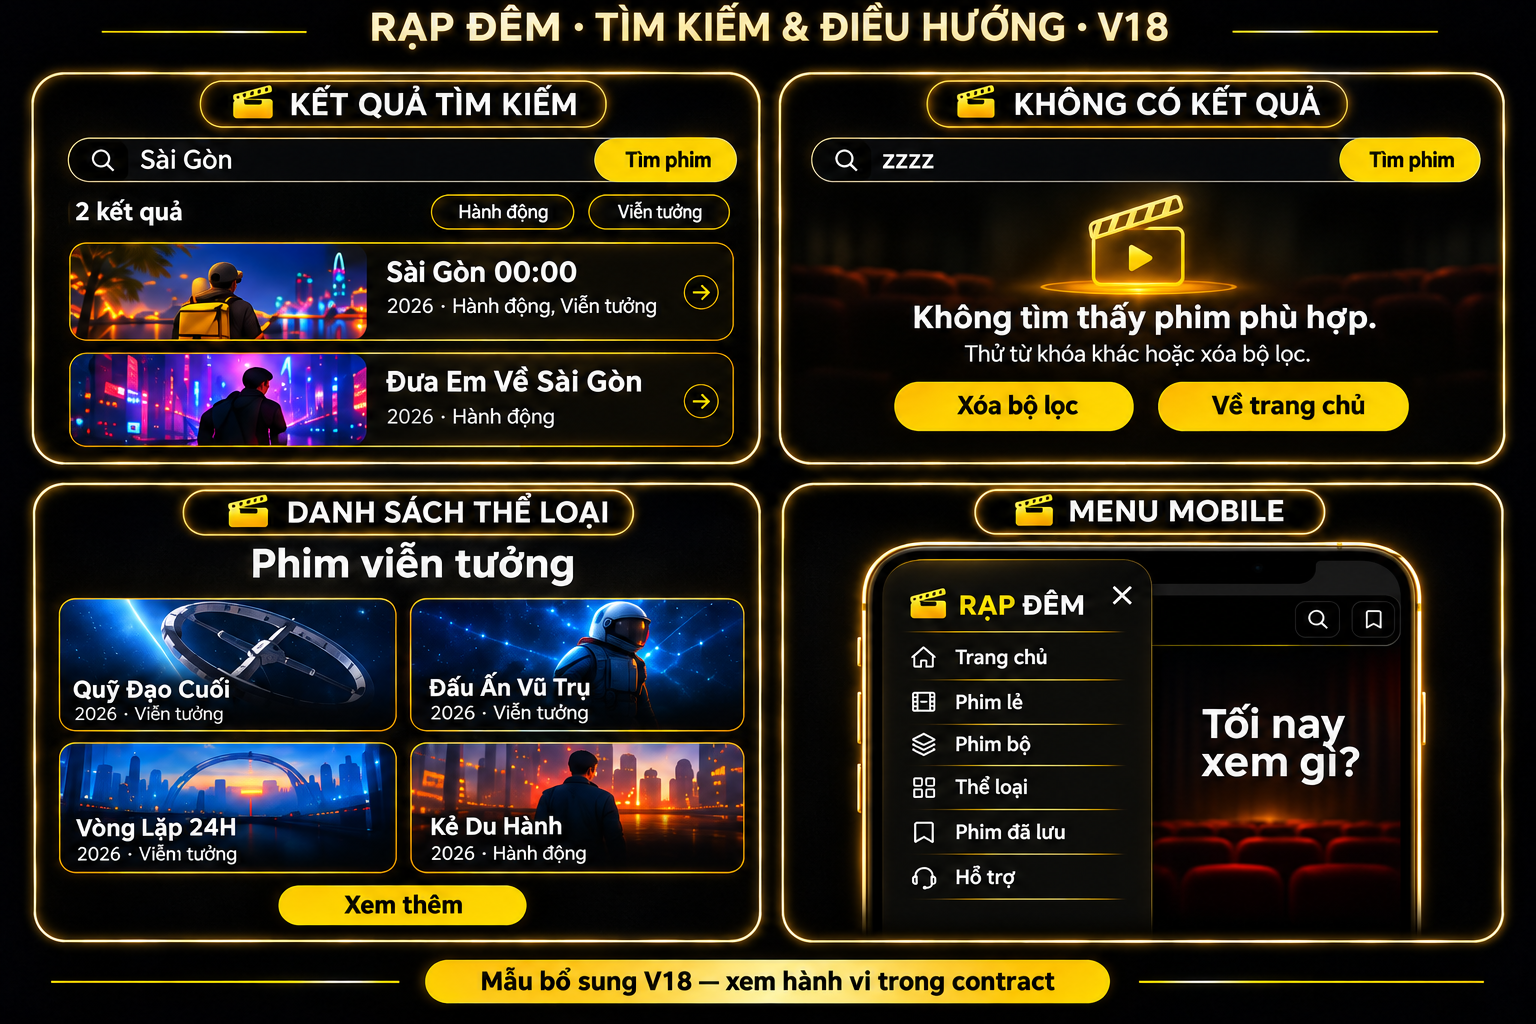 RẠP ĐÊM · TÌM KIẾM & ĐIỀU HƯỚNG · V18
KẾT QUẢ TÌM KIẾM
Sài Gòn
Tìm phim
2 kết quả
Hành động
Viễn tưởng
Sài Gòn 00:00
2026 · Hành động, Viễn tưởng
Đưa Em Về Sài Gòn
2026 · Hành động
KHÔNG CÓ KẾT QUẢ
zzzz
Tìm phim
Không tìm thấy phim phù hợp.
Thử từ khóa khác hoặc xóa bộ lọc.
Xóa bộ lọc
Về trang chủ
DANH SÁCH THỂ LOẠI
Phim viễn tưởng
Quỹ Đạo Cuối
2026 · Viễn tưởng
Đấu Ấn Vũ Trụ
2026 · Viễn tưởng
Vòng Lặp 24H
2026 · Viễn tưởng
Kẻ Du Hành
2026 · Hành động
Xem thêm
MENU MOBILE
RẠP ĐÊM
Trang chủ
Phim lẻ
Phim bộ
Thể loại
Phim đã lưu
Hỗ trợ
Tối nay
xem gì?
Mẫu bổ sung V18 — xem hành vi trong contract